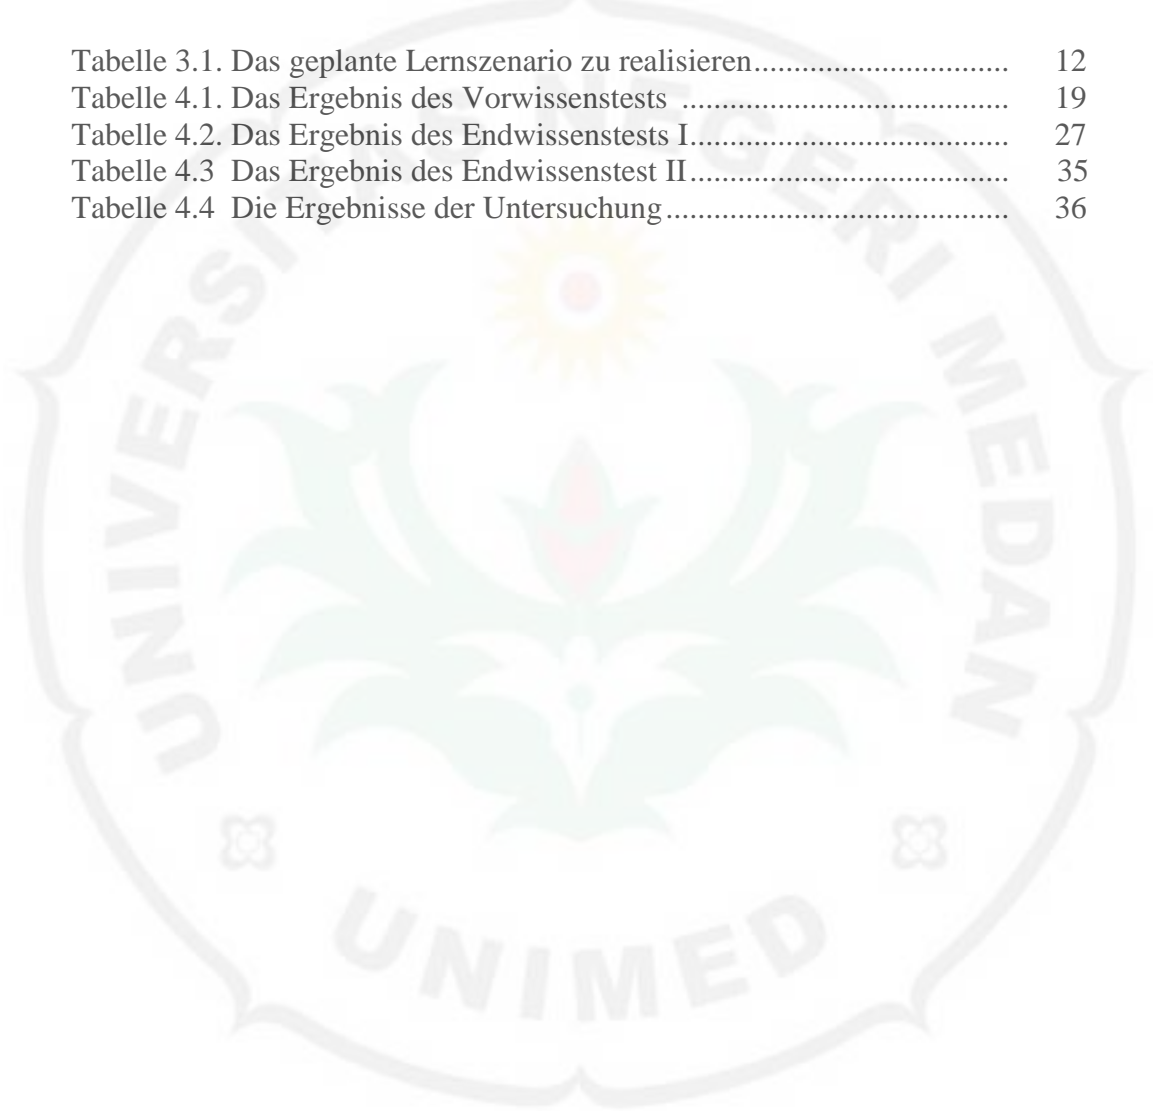 Tabelle 3.1. Das geplante Lernszenario zu realisieren................................ 12
Tabelle 4.1. Das Ergebnis des Vorwissenstests ......................................... 19
Tabelle 4.2. Das Ergebnis des Endwissenstests I........................................ 27
Tabelle 4.3 Das Ergebnis des Endwissenstest II........................................ 35
Tabelle 4.4 Die Ergebnisse der Untersuchung........................................... 36
UNIVERSITAS NEGERI MEDAN
UNIMED